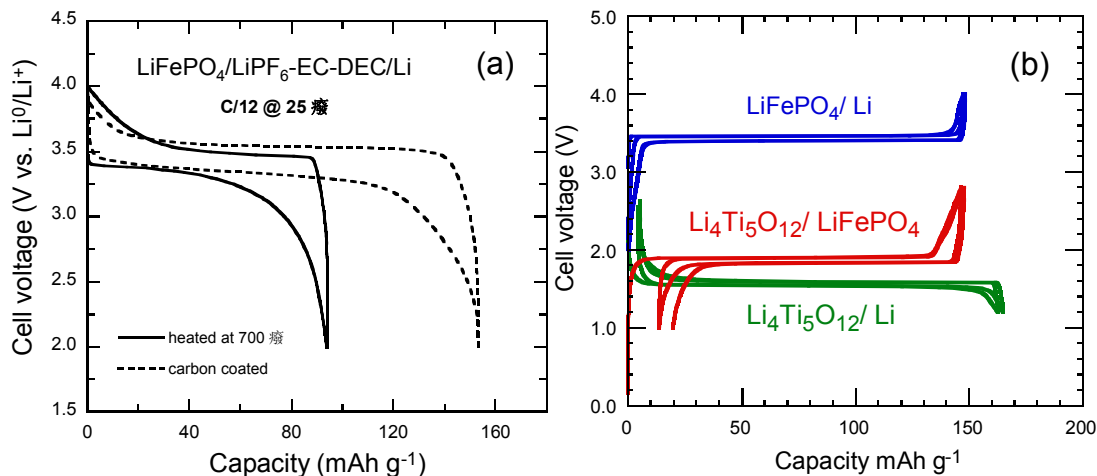 (a)
LiFePO4/LiPF6-EC-DEC/Li
C/12 @ 25 癈
heated at 700 癈
carbon coated
Cell voltage (V vs. Li0/Li+)
4.5
4.0
3.5
3.0
2.5
2.0
1.5
0 40 80 120 160
Capacity (mAh g-1)
(b)
LiFePO4/ Li
Li4Ti5O12/ LiFePO4
Li4Ti5O12/ Li
Cell voltage (V)
5.0
4.0
3.0
2.0
1.0
0.0
0 50 100 150 200
Capacity mAh g-1